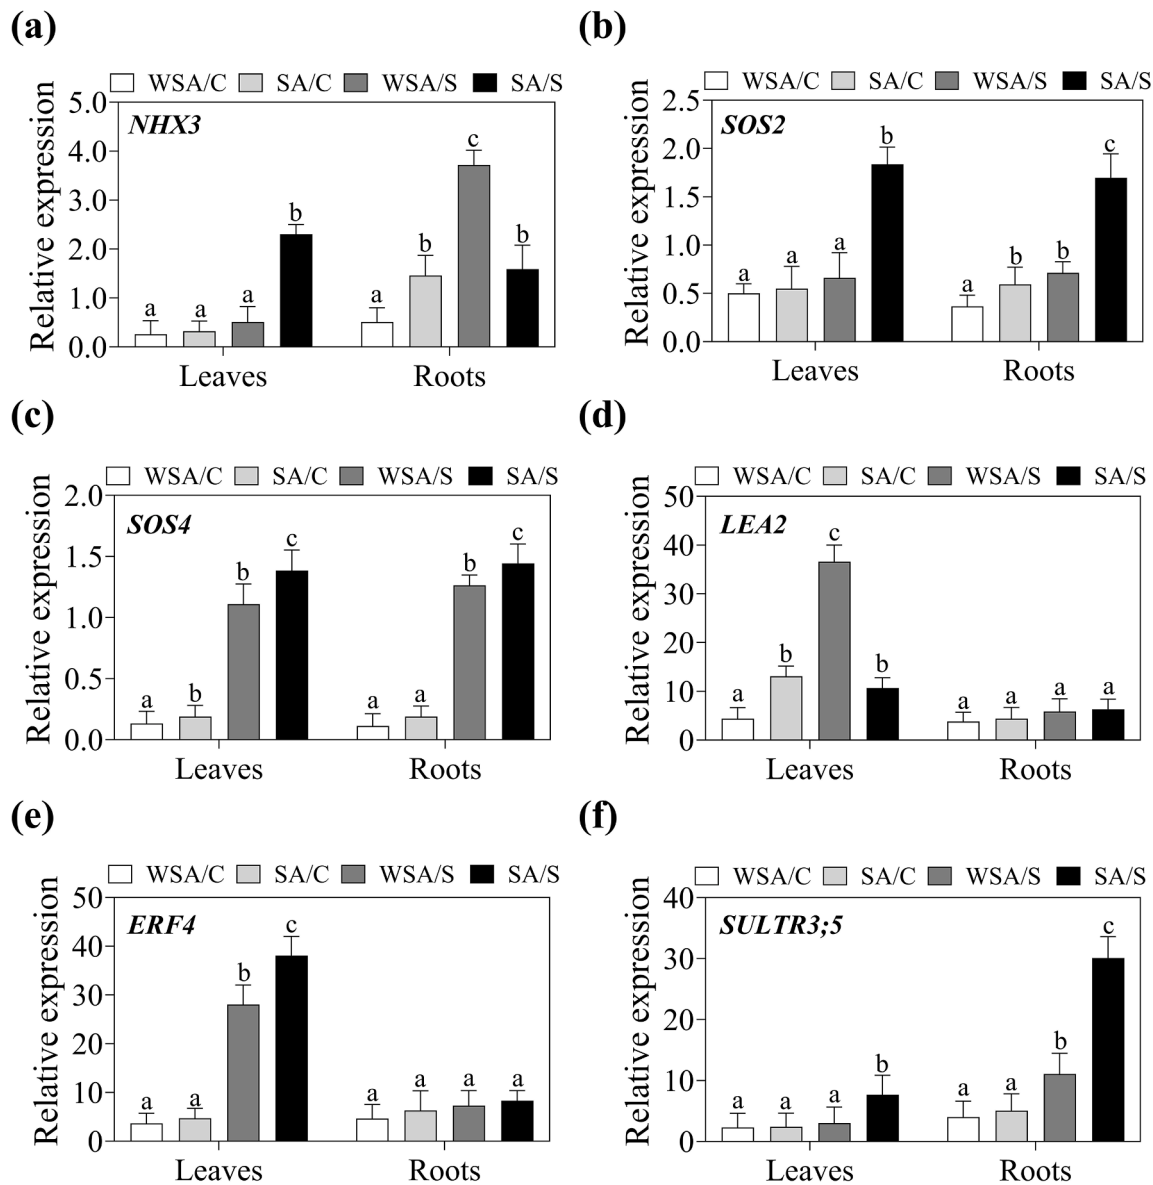 (a)
WSA/C SA/C WSA/S SA/S
NHX3
Relative expression
5.0
4.0
3.0
2.0
1.0
0.0
a a a b a b c b
Leaves Roots
(b)
WSA/C SA/C WSA/S SA/S
SOS2
Relative expression
2.5
2.0
1.5
1.0
0.5
0.0
a a a b a b b c
Leaves Roots
(c)
WSA/C SA/C WSA/S SA/S
SOS4
Relative expression
2.0
1.5
1.0
0.5
0.0
a b b c a a b c
Leaves Roots
(d)
WSA/C SA/C WSA/S SA/S
LEA2
Relative expression
50
40
30
20
10
0
a b c b a a a a
Leaves Roots
(e)
WSA/C SA/C WSA/S SA/S
ERF4
Relative expression
50
40
30
20
10
0
a a b c a a a a
Leaves Roots
(f)
WSA/C SA/C WSA/S SA/S
SULTR3;5
Relative expression
40
30
20
10
0
a a a b a a b c
Leaves Roots